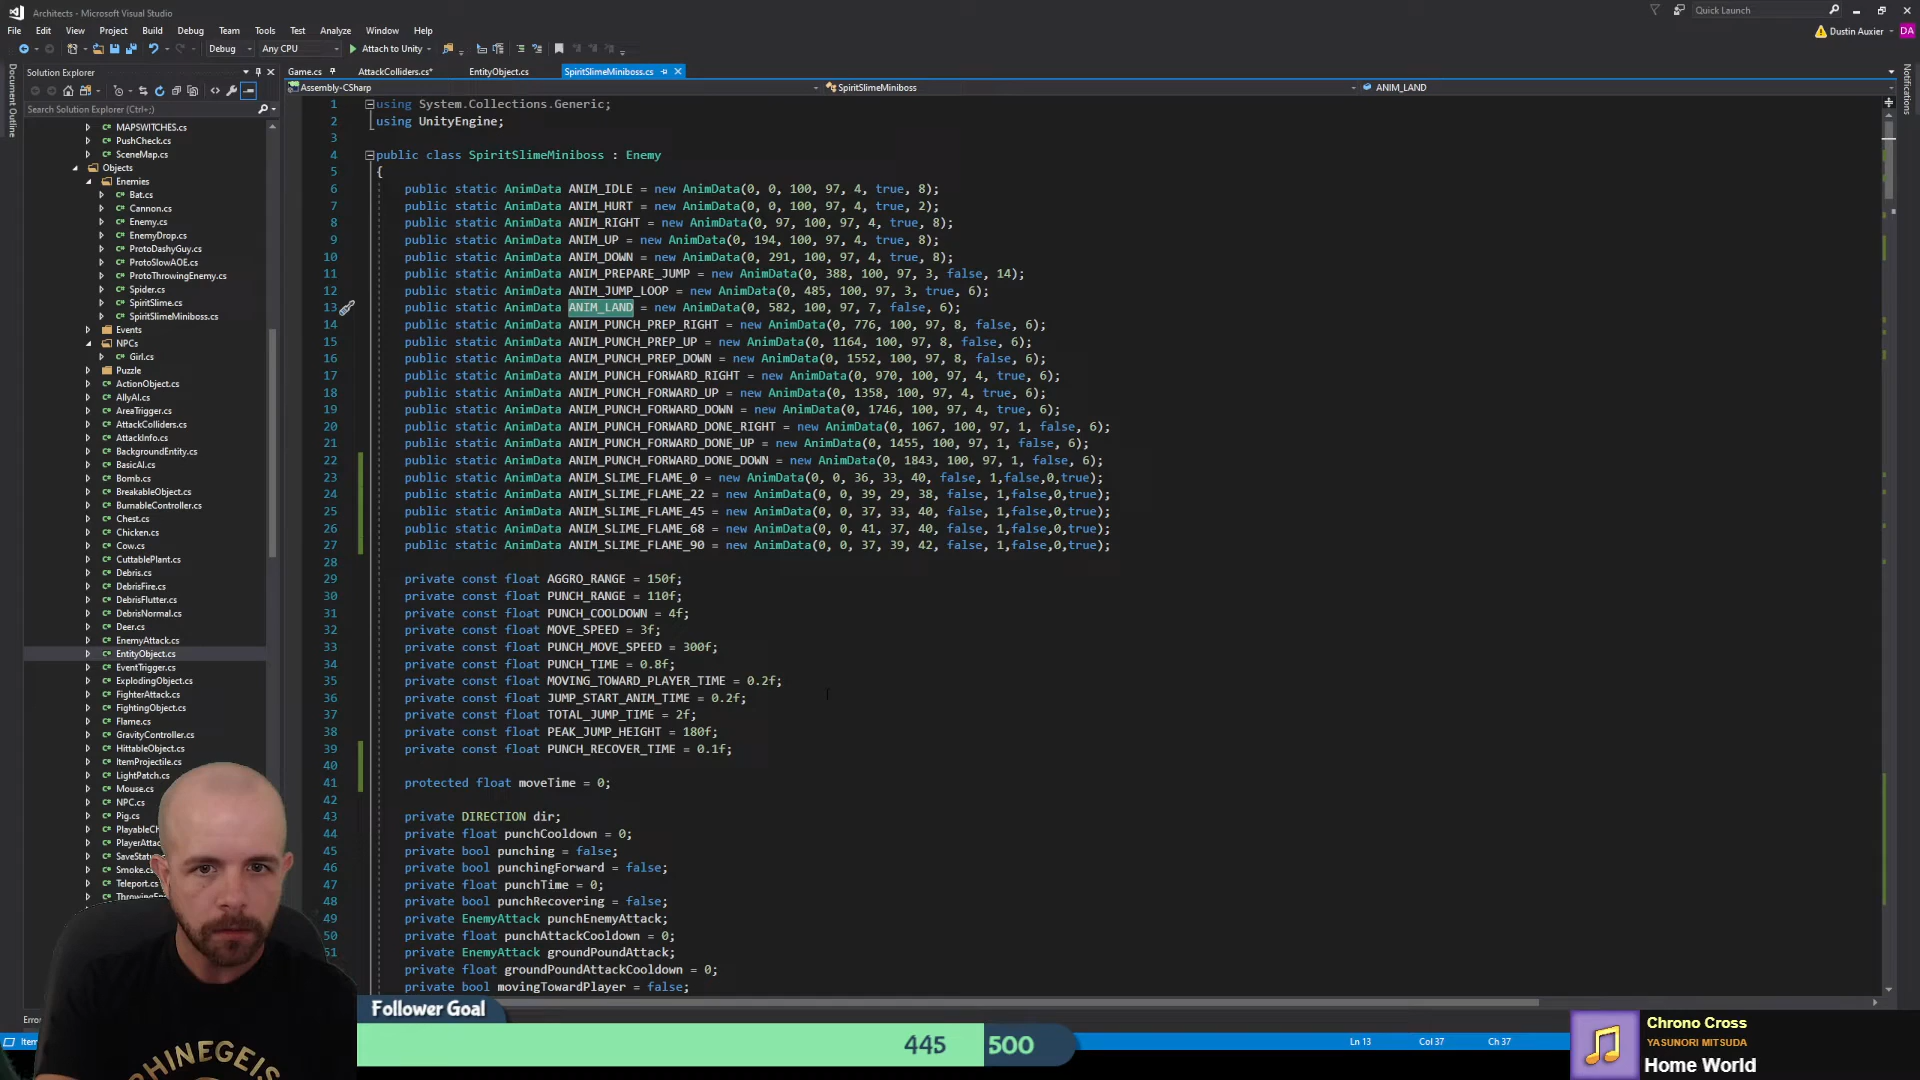 Architects - Microsoft Visual Studio
Quick Launch
File Edit View Project Build Debug Team Tools Test Analyze Window Help
Dustin Auxier
DA
Debug
Any CPU
Attach to Unity
Document Outline
Notifications
Solution Explorer
Search Solution Explorer (Ctrl+;)
MAPSWITCHES.cs
PushCheck.cs
SceneMap.cs
Objects
Enemies
Bat.cs
Cannon.cs
Enemy.cs
EnemyDrop.cs
ProtoDashyGuy.cs
ProtoSlowAOE.cs
ProtoThrowingEnemy.cs
Spider.cs
SpiritSlime.cs
SpiritSlimeMiniboss.cs
Events
NPCs
Girl.cs
Puzzle
ActionObject.cs
AllyAI.cs
AreaTrigger.cs
AttackColliders.cs
AttackInfo.cs
BackgroundEntity.cs
BasicAI.cs
Bomb.cs
BreakableObject.cs
BurnableController.cs
Chest.cs
Chicken.cs
Cow.cs
CuttablePlant.cs
Debris.cs
DebrisFire.cs
DebrisFlutter.cs
DebrisNormal.cs
Deer.cs
EnemyAttack.cs
EntityObject.cs
EventTrigger.cs
ExplodingObject.cs
FighterAttack.cs
FightingObject.cs
Flame.cs
GravityController.cs
HittableObject.cs
ItemProjectile.cs
LightPatch.cs
Mouse.cs
NPC.cs
Pig.cs
PlayableCh
PlayerAttac
SaveStatu
Smoke.cs
Teleport.cs
ThrowingEn
Game.cs
AttackColliders.cs*
EntityObject.cs
SpiritSlimeMiniboss.cs
Assembly-CSharp
SpiritSlimeMiniboss
ANIM_LAND
1 using System.Collections.Generic;
2 using UnityEngine;
3
4 public class SpiritSlimeMiniboss : Enemy
5 {
6 public static AnimData ANIM_IDLE = new AnimData(0, 0, 100, 97, 4, true, 8);
7 public static AnimData ANIM_HURT = new AnimData(0, 0, 100, 97, 4, true, 2);
8 public static AnimData ANIM_RIGHT = new AnimData(0, 97, 100, 97, 4, true, 8);
9 public static AnimData ANIM_UP = new AnimData(0, 194, 100, 97, 4, true, 8);
10 public static AnimData ANIM_DOWN = new AnimData(0, 291, 100, 97, 4, true, 8);
11 public static AnimData ANIM_PREPARE_JUMP = new AnimData(0, 388, 100, 97, 3, false, 14);
12 public static AnimData ANIM_JUMP_LOOP = new AnimData(0, 485, 100, 97, 3, true, 6);
13 public static AnimData ANIM_LAND = new AnimData(0, 582, 100, 97, 7, false, 6);
14 public static AnimData ANIM_PUNCH_PREP_RIGHT = new AnimData(0, 776, 100, 97, 8, false, 6);
15 public static AnimData ANIM_PUNCH_PREP_UP = new AnimData(0, 1164, 100, 97, 8, false, 6);
16 public static AnimData ANIM_PUNCH_PREP_DOWN = new AnimData(0, 1552, 100, 97, 8, false, 6);
17 public static AnimData ANIM_PUNCH_FORWARD_RIGHT = new AnimData(0, 970, 100, 97, 4, true, 6);
18 public static AnimData ANIM_PUNCH_FORWARD_UP = new AnimData(0, 1358, 100, 97, 4, true, 6);
19 public static AnimData ANIM_PUNCH_FORWARD_DOWN = new AnimData(0, 1746, 100, 97, 4, true, 6);
20 public static AnimData ANIM_PUNCH_FORWARD_DONE_RIGHT = new AnimData(0, 1067, 100, 97, 1, false, 6);
21 public static AnimData ANIM_PUNCH_FORWARD_DONE_UP = new AnimData(0, 1455, 100, 97, 1, false, 6);
22 public static AnimData ANIM_PUNCH_FORWARD_DONE_DOWN = new AnimData(0, 1843, 100, 97, 1, false, 6);
23 public static AnimData ANIM_SLIME_FLAME_0 = new AnimData(0, 0, 36, 33, 40, false, 1,false,0,true);
24 public static AnimData ANIM_SLIME_FLAME_22 = new AnimData(0, 0, 39, 29, 38, false, 1,false,0,true);
25 public static AnimData ANIM_SLIME_FLAME_45 = new AnimData(0, 0, 37, 33, 40, false, 1,false,0,true);
26 public static AnimData ANIM_SLIME_FLAME_68 = new AnimData(0, 0, 41, 37, 40, false, 1,false,0,true);
27 public static AnimData ANIM_SLIME_FLAME_90 = new AnimData(0, 0, 37, 39, 42, false, 1,false,0,true);
28
29 private const float AGGRO_RANGE = 150f;
30 private const float PUNCH_RANGE = 110f;
31 private const float PUNCH_COOLDOWN = 4f;
32 private const float MOVE_SPEED = 3f;
33 private const float PUNCH_MOVE_SPEED = 300f;
34 private const float PUNCH_TIME = 0.8f;
35 private const float MOVING_TOWARD_PLAYER_TIME = 0.2f;
36 private const float JUMP_START_ANIM_TIME = 0.2f;
37 private const float TOTAL_JUMP_TIME = 2f;
38 private const float PEAK_JUMP_HEIGHT = 180f;
39 private const float PUNCH_RECOVER_TIME = 0.1f;
40
41 protected float moveTime = 0;
42
43 private DIRECTION dir;
44 private float punchCooldown = 0;
45 private bool punching = false;
46 private bool punchingForward = false;
47 private float punchTime = 0;
48 private bool punchRecovering = false;
49 private EnemyAttack punchEnemyAttack;
50 private float punchAttackCooldown = 0;
51 private EnemyAttack groundPoundAttack;
private float groundPoundAttackCooldown = 0;
private bool movingTowardPlayer = false;
Follower Goal
445 500
Ln 13 Col 37 Ch 37
Chrono Cross
YASUNORI MITSUDA
Home World
RHINEGEIS
Erro
Item